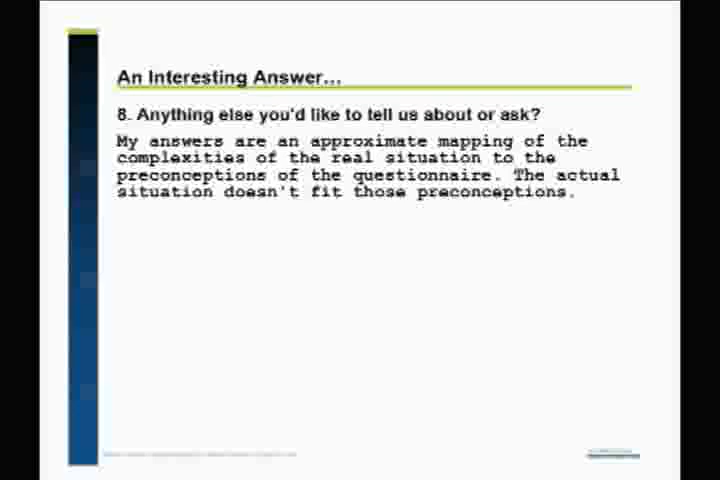 An Interesting Answer...
8. Anything else you'd like to tell us about or ask?
My answers are an approximate mapping of the
complexities of the real situation to the
preconceptions of the questionnaire. The actual
situation doesn't fit those preconceptions.